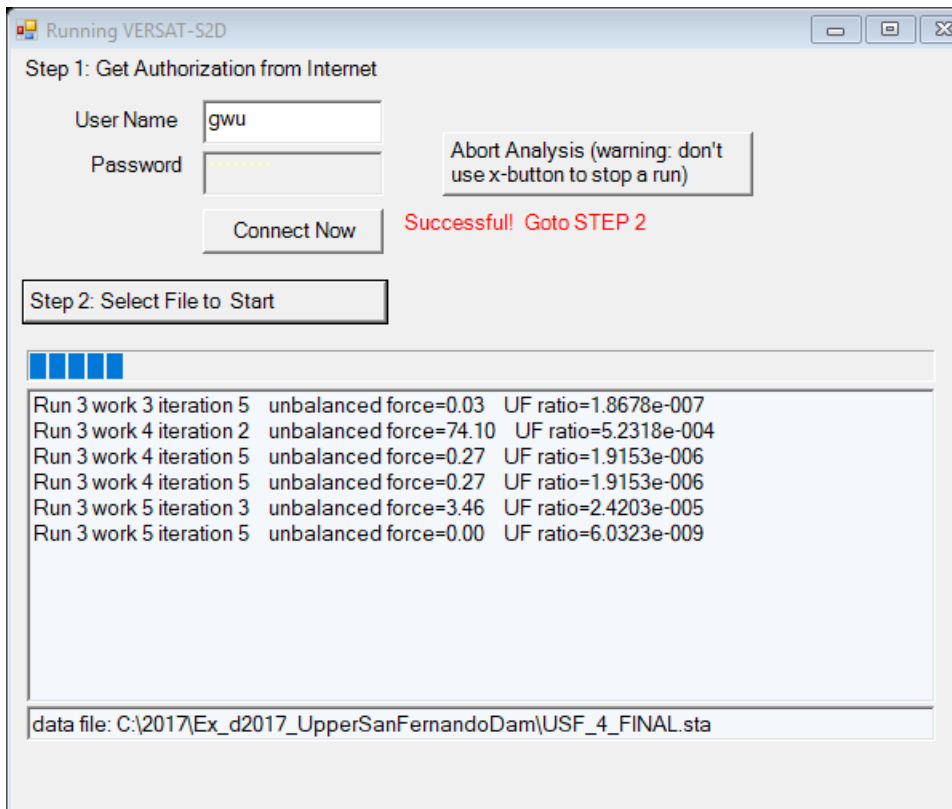 Running VERSAT-S2D
Step 1: Get Authorization from Internet
User Name gwu
Password ********
Abort Analysis (warning: don't
use x-button to stop a run)
Connect Now Successful! Goto STEP 2
Step 2: Select File to Start
Run 3 work 3 iteration 5 unbalanced force=0.03 UF ratio=1.8678e-007
Run 3 work 4 iteration 2 unbalanced force=74.10 UF ratio=5.2318e-004
Run 3 work 4 iteration 5 unbalanced force=0.27 UF ratio=1.9153e-006
Run 3 work 4 iteration 5 unbalanced force=0.27 UF ratio=1.9153e-006
Run 3 work 5 iteration 3 unbalanced force=3.46 UF ratio=2.4203e-005
Run 3 work 5 iteration 5 unbalanced force=0.00 UF ratio=6.0323e-009
data file: C:\2017\Ex_d2017_UpperSanFernandoDam\USF_4_FINAL.sta